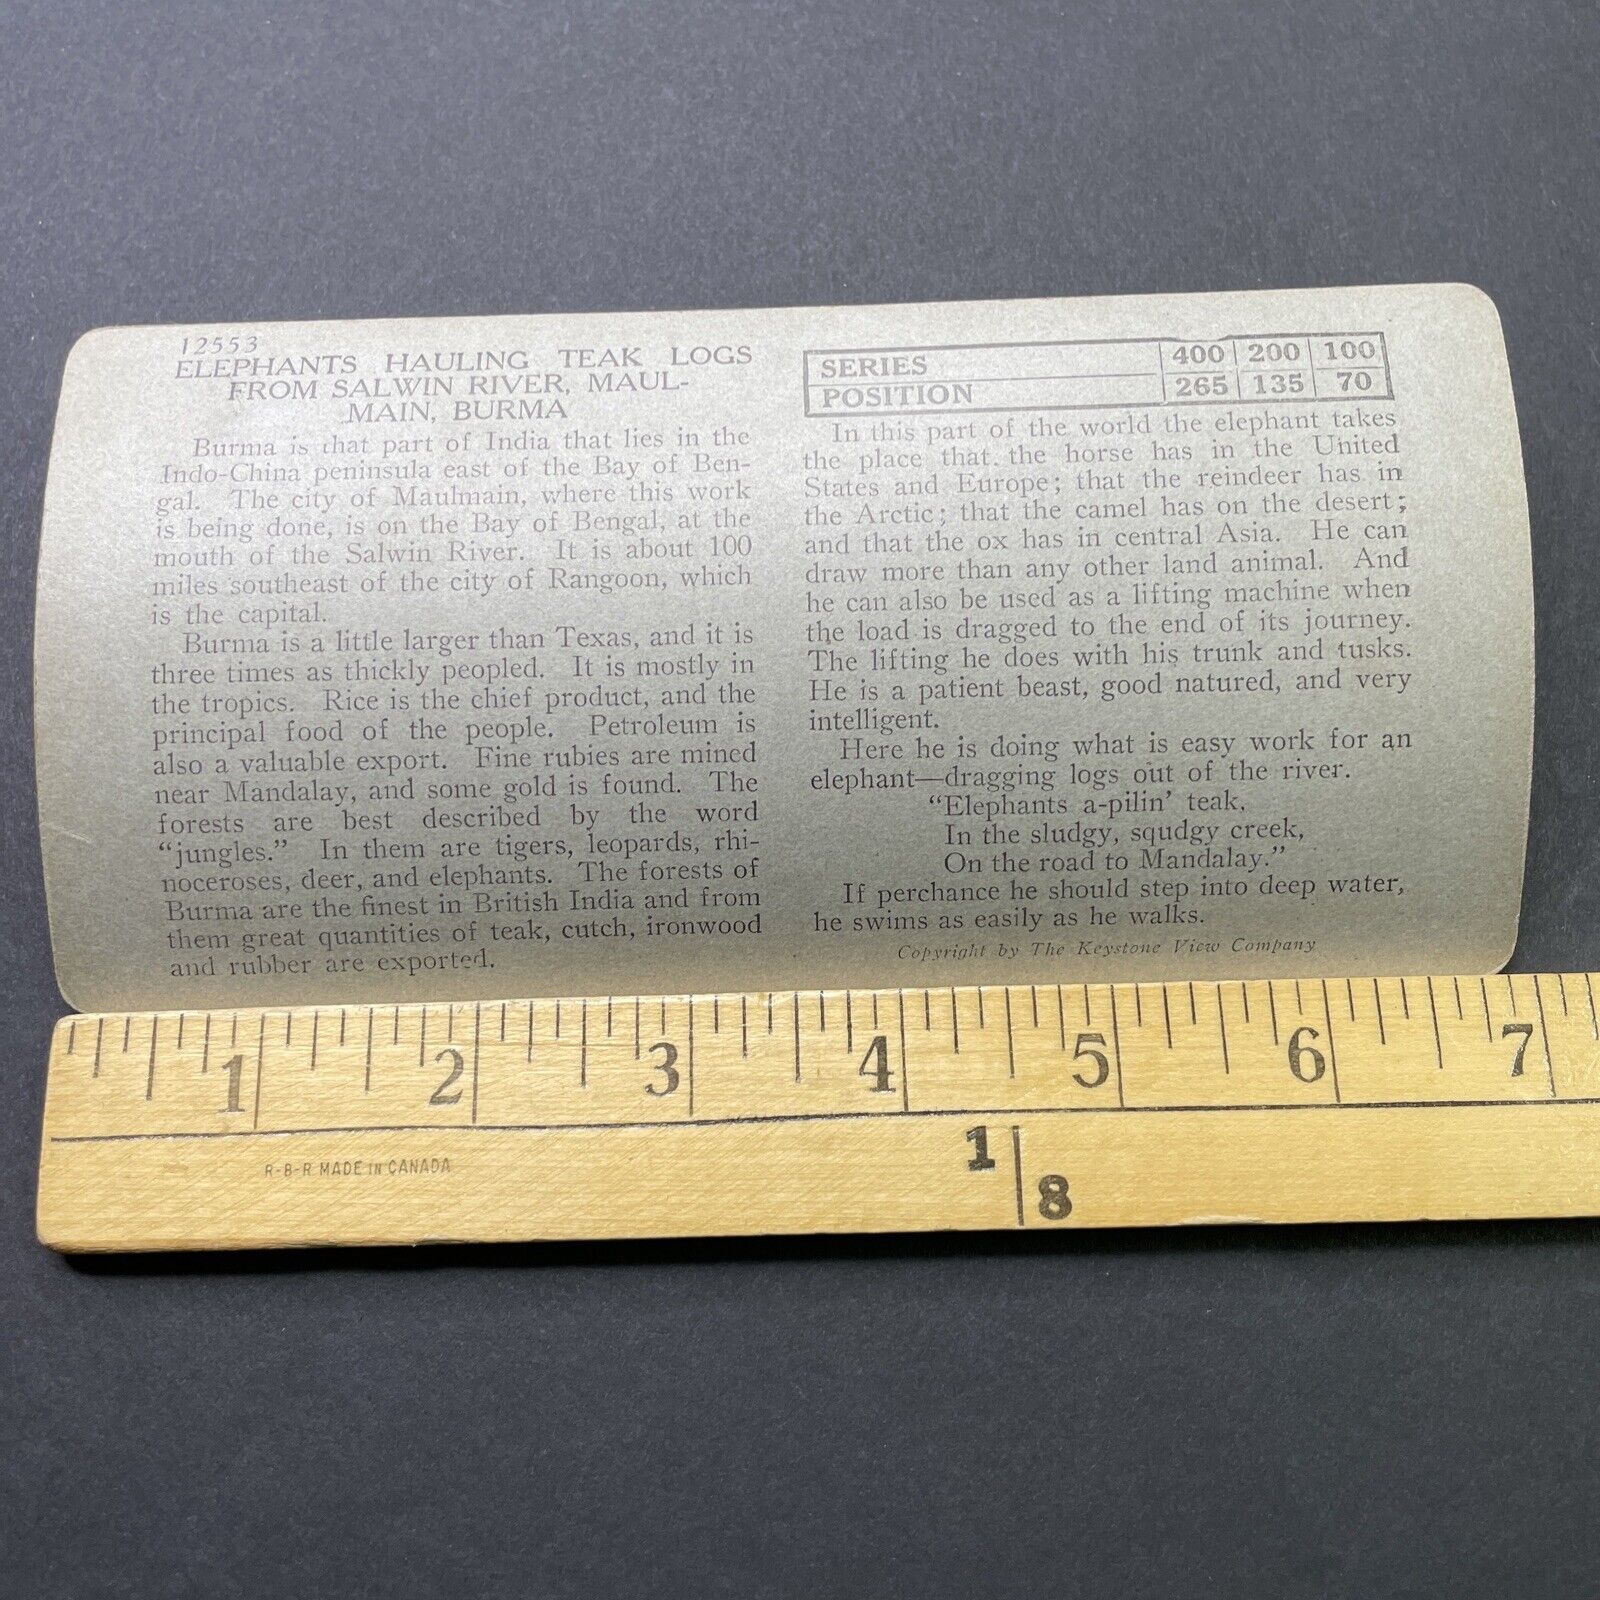 12553
ELEPHANTS HAULING TEAK LOGS
FROM SALWIN RIVER, MAUL-
MAIN, BURMA
Burma is that part of India that lies in the
Indo-China peninsula east of the Bay of Ben-
gal. The city of Maulmain, where this work
is being done, is on the Bay of Bengal, at the
mouth of the Salwin River. It is about 100
miles southeast of the city of Rangoon, which
is the capital.
Burma is a little larger than Texas, and it is
three times as thickly peopled. It is mostly in
the tropics. Rice is the chief product, and the
principal food of the people. Petroleum is
also a valuable export. Fine rubies are mined
near Mandalay, and some gold is found. The
forests are best described by the word
“jungles.” In them are tigers, leopards, rhi-
noceroses, deer, and elephants. The forests of
Burma are the finest in British India and from
them great quantities of teak, cutch, ironwood
and rubber are exported.
SERIES 400 200 100
POSITION 265 135 70
In this part of the world the elephant takes
the place that the horse has in the United
States and Europe; that the reindeer has in
the Arctic; that the camel has on the desert;
and that the ox has in central Asia. He can
draw more than any other land animal. And
he can also be used as a lifting machine when
the load is dragged to the end of its journey.
The lifting he does with his trunk and tusks.
He is a patient beast, good natured, and very
intelligent.
Here he is doing what is easy work for an
elephant—dragging logs out of the river.
“Elephants a-pilin’ teak,
In the sludgy, squdgy creek,
On the road to Mandalay.”
If perchance he should step into deep water,
he swims as easily as he walks.
Copyright by The Keystone View Company
1 2 3 4 5 6 7
R-B-R MADE IN CANADA
1
8